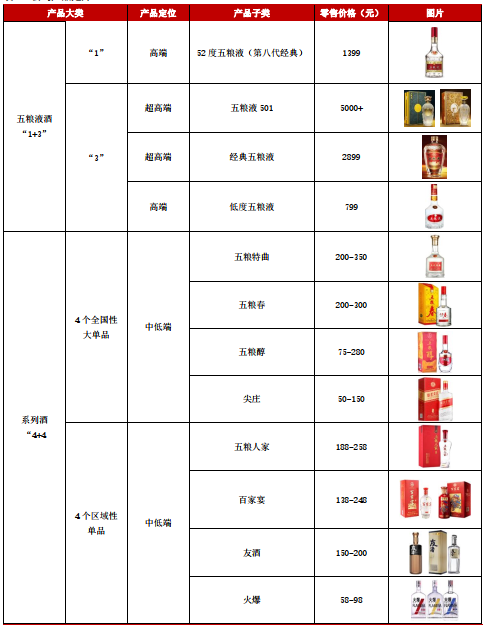 产品大类 产品定位 产品子类 零售价格（元） 图片
五粮液酒
“1+3”
“1” 高端 52度五粮液（第八代经典） 1399
“3”
超高端 五粮液501 5000+
超高端 经典五粮液 2899
高端 低度五粮液 799
系列酒
“4+4
4个全国性
大单品
中低端
五粮特曲 200-350
五粮春 200-300
五粮醇 75-280
尖庄 50-150
4个区域性
单品
中低端
五粮人家 188-258
百家宴 138-248
友酒 150-200
火爆 58-98